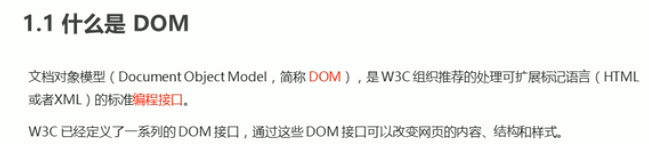 1.1 什么是 DOM
文档对象模型（Document Object Model，简称 DOM），是 W3C 组织推荐的处理可扩展标记语言（HTML
或者XML）的标准编程接口。
W3C 已经定义了一系列的 DOM 接口，通过这些 DOM 接口可以改变网页的内容、结构和样式。